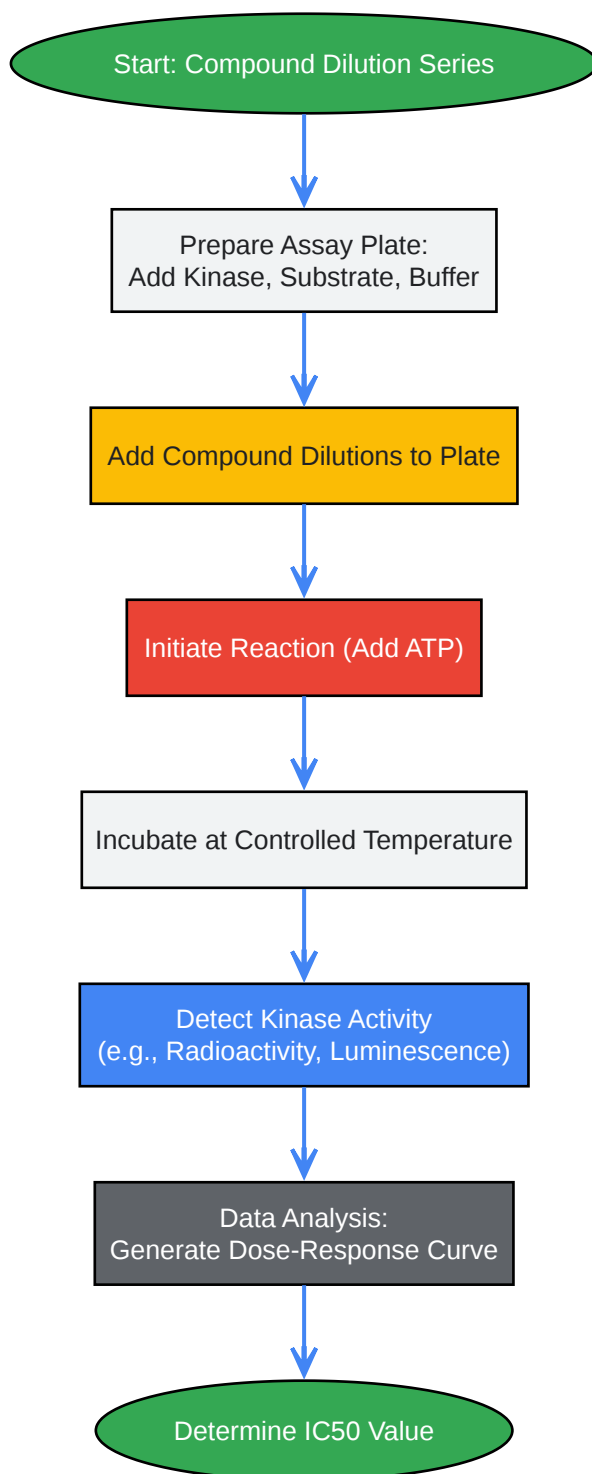 Start: Compound Dilution Series
Prepare Assay Plate:
Add Kinase, Substrate, Buffer
Add Compound Dilutions to Plate
Initiate Reaction (Add ATP)
Incubate at Controlled Temperature
Detect Kinase Activity
(e.g., Radioactivity, Luminescence)
Data Analysis:
Generate Dose-Response Curve
Determine IC50 Value